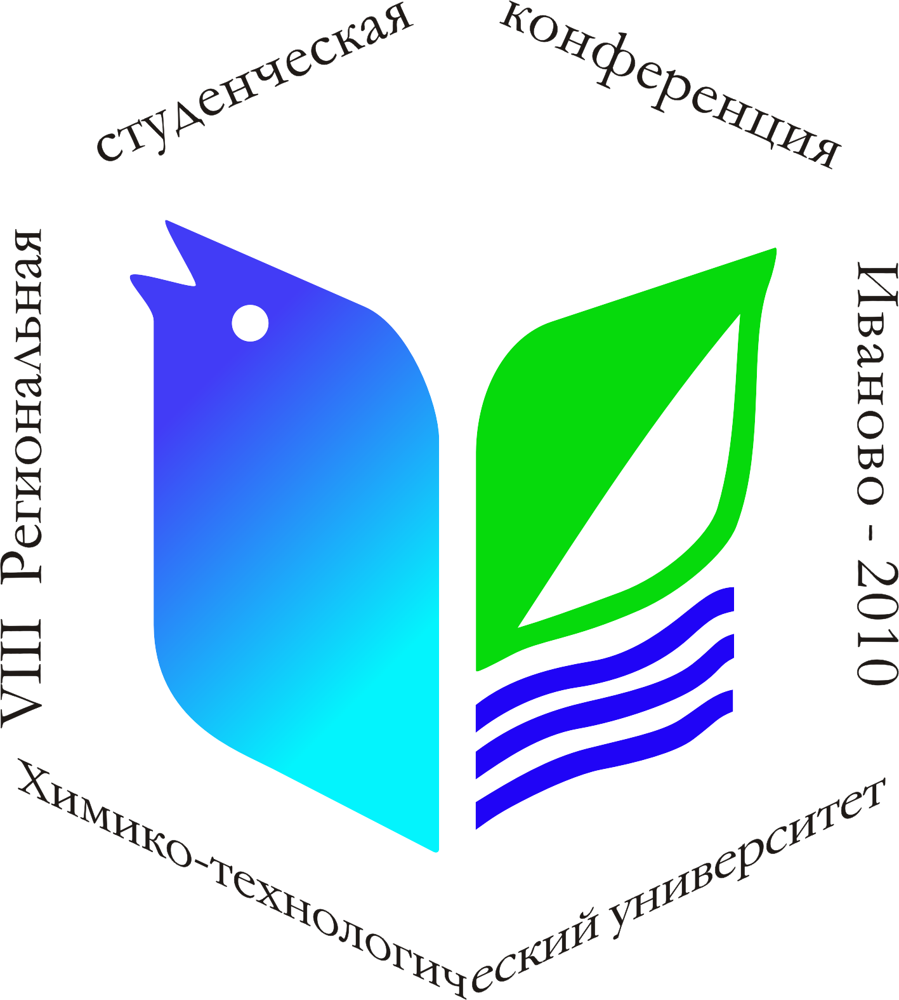 VIII Региональная
студенческая
конференция
Иваново - 2010
Химико-технологический университет